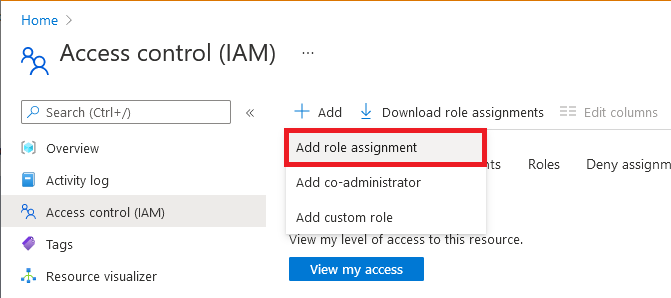 Home >
Access control (IAM) ...
Search (Ctrl+/) «
+ Add Download role assignments Edit columns
Overview
Add role assignment
Roles Deny assignm
Activity log
Add co-administrator
Access control (IAM)
Add custom role
Tags
View my level of access to this resource.
Resource visualizer
View my access